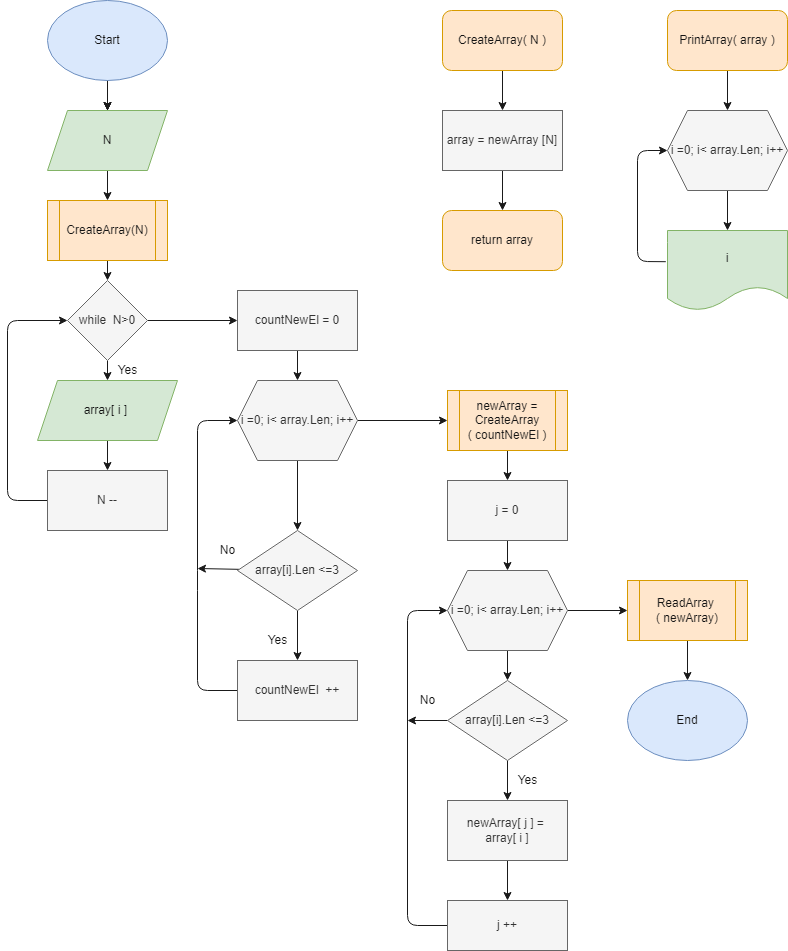 Start
N
CreateArray(N)
while  N>0
Yes
array[ i ]
N --
countNewEl = 0
i =0; i< array.Len; i++
array[i].Len <=3
No
Yes
countNewEl  ++
newArray =
CreateArray
( countNewEl )
j = 0
i =0; i< array.Len; i++
array[i].Len <=3
No
Yes
newArray[ j ] =
array[ i ]
j ++
ReadArray
( newArray)
End
CreateArray( N )
array = newArray [N]
return array
PrintArray( array )
i =0; i< array.Len; i++
i